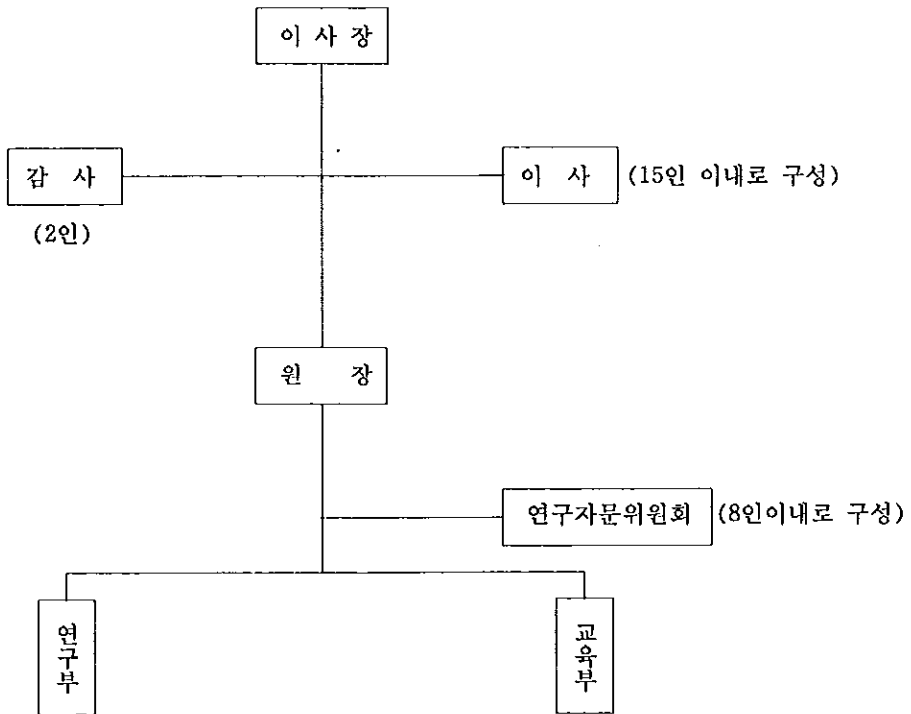 이 사 장
감 사
이 사 (15인 이내로 구성)
(2인)
원 장
연구자문위원회 (8인이내로 구성)
연구부
교육부